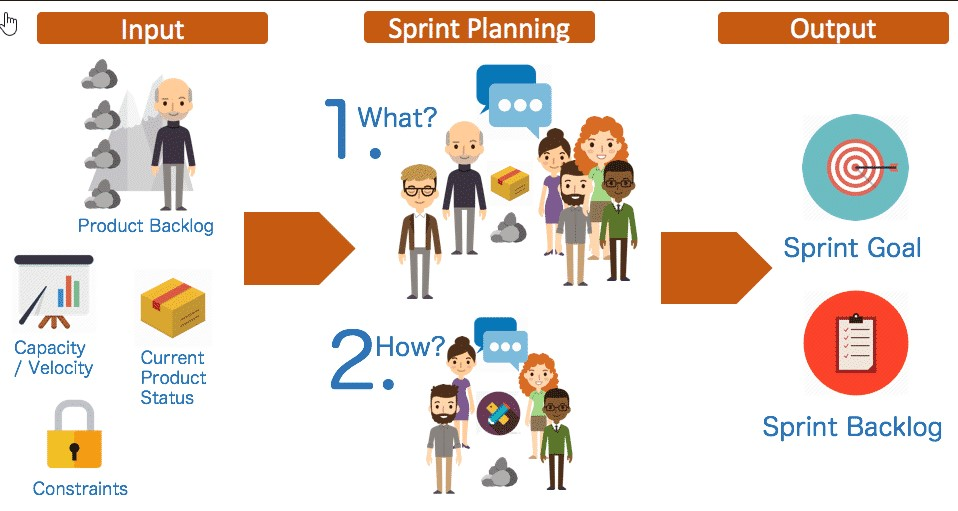 Input
Sprint Planning
Output
1.
What?
Product Backlog
Sprint Goal
Capacity
/ Velocity
Current
Product
Status
2.
How?
Sprint Backlog
Constraints